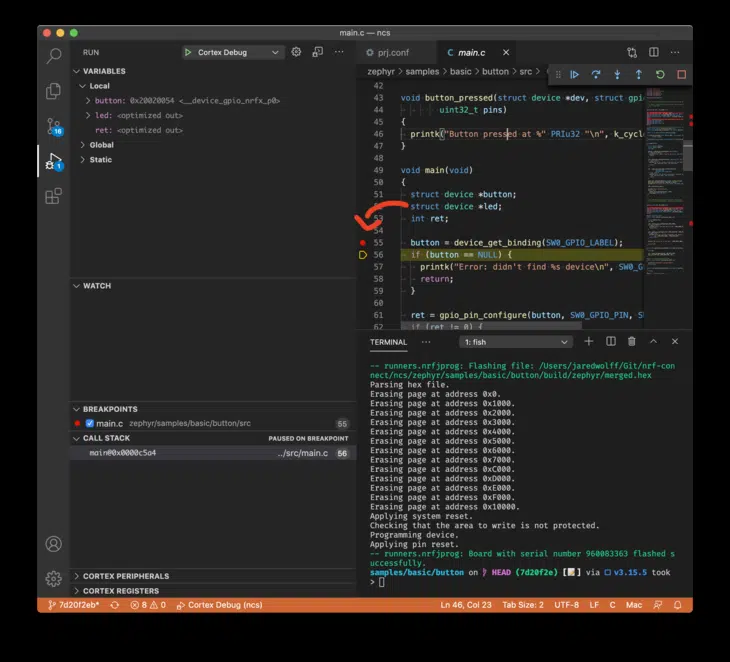 main.c — ncs
RUN
Cortex Debug
prj.conf
main.c
VARIABLES
Local
button: 0x20020054 <__device_gpio_nrfx_p0>
led: <optimized out>
ret: <optimized out>
Global
Static
WATCH
BREAKPOINTS
main.c zephyr/samples/basic/button/src 55
CALL STACK PAUSED ON BREAKPOINT
main@0x0000c5a4 ../src/main.c 56
CORTEX PERIPHERALS
CORTEX REGISTERS
16
1
zephyr > samples > basic > button > src >
42
43 void button_pressed(struct device *dev, struct gpi
44 uint32_t pins)
45 {
46 printk("Button pressed at %" PRIu32 "\n", k_cycl
47 }
48
49 void main(void)
50 {
51 struct device *button;
52 struct device *led;
53 int ret;
54
55 button = device_get_binding(SW0_GPIO_LABEL);
56 if (button == NULL) {
57 printk("Error: didn't find %s device\n", SW0_G
58 return;
59 }
60
61 ret = gpio_pin_configure(button, SW0_GPIO_PIN, S
62 if (ret != 0) {
TERMINAL
1: fish
-- runners.nrfjprog: Flashing file: /Users/jaredwolff/Git/nrf-co
nnect/ncs/zephyr/samples/basic/button/build/zephyr/merged.hex
Parsing hex file.
Erasing page at address 0x0.
Erasing page at address 0x1000.
Erasing page at address 0x2000.
Erasing page at address 0x3000.
Erasing page at address 0x4000.
Erasing page at address 0x5000.
Erasing page at address 0x6000.
Erasing page at address 0x7000.
Erasing page at address 0xC000.
Erasing page at address 0xD000.
Erasing page at address 0xE000.
Erasing page at address 0xF000.
Erasing page at address 0x10000.
Applying system reset.
Checking that the area to write is not protected.
Programming device.
Applying pin reset.
-- runners.nrfjprog: Board with serial number 960083363 flashed s
uccessfully.
samples/basic/button on HEAD (7d20f2e) [] via v3.15.5 took
>
7d20f2eb* 8 0 Cortex Debug (ncs) Ln 46, Col 23 Tab Size: 2 UTF-8 LF C Mac